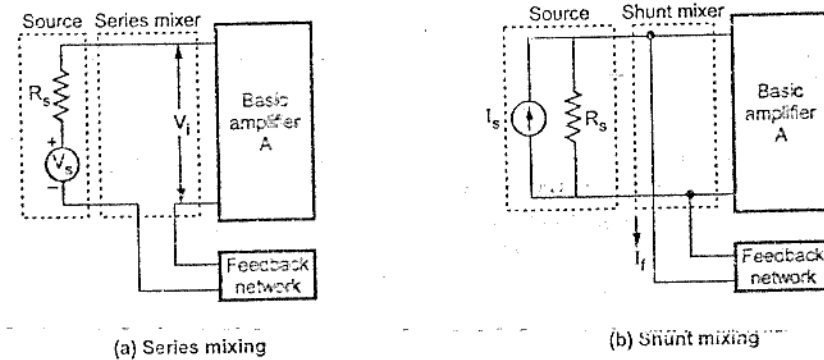 Source Series mixer
R_s
+
V_s
−
V_i
Basic
amplifier
A
Feedback
network
(a) Series mixing
Source Shunt mixer
I_s
R_s
Basic
amplifier
A
I_f
Feedback
network
(b) Shunt mixing